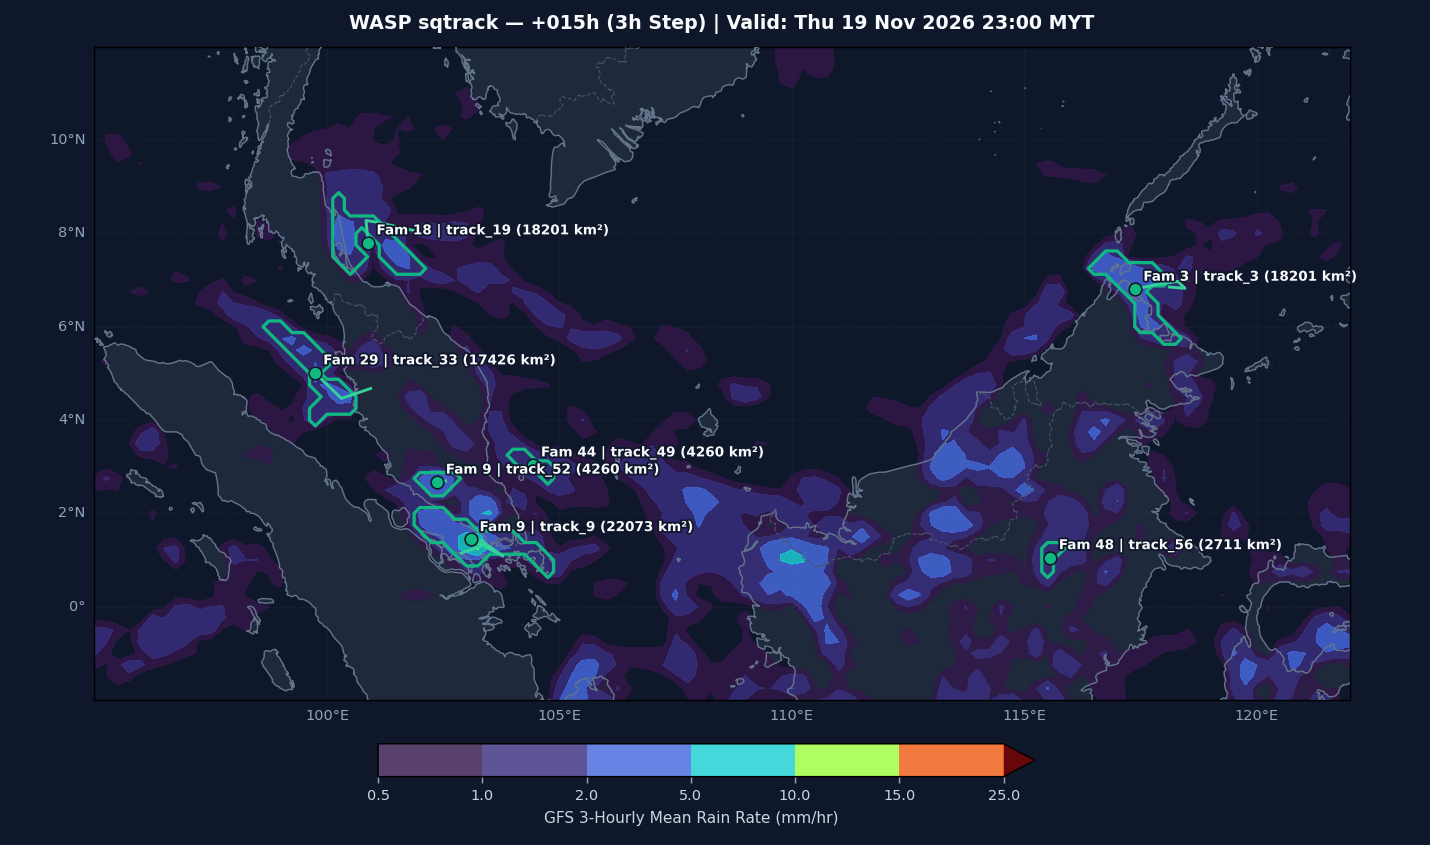 WASP sqtrack — +015h (3h Step) | Valid: Thu 19 Nov 2026 23:00 MYT
10°N
8°N
6°N
4°N
2°N
0°
Fam 18 | track_19 (18201 km²)
Fam 3 | track_3 (18201 km²)
Fam 29 | track_33 (17426 km²)
Fam 44 | track_49 (4260 km²)
Fam 9 | track_52 (4260 km²)
Fam 9 | track_9 (22073 km²)
Fam 48 | track_56 (2711 km²)
100°E 105°E 110°E 115°E 120°E
0.5 1.0 2.0 5.0 10.0 15.0 25.0
GFS 3-Hourly Mean Rain Rate (mm/hr)